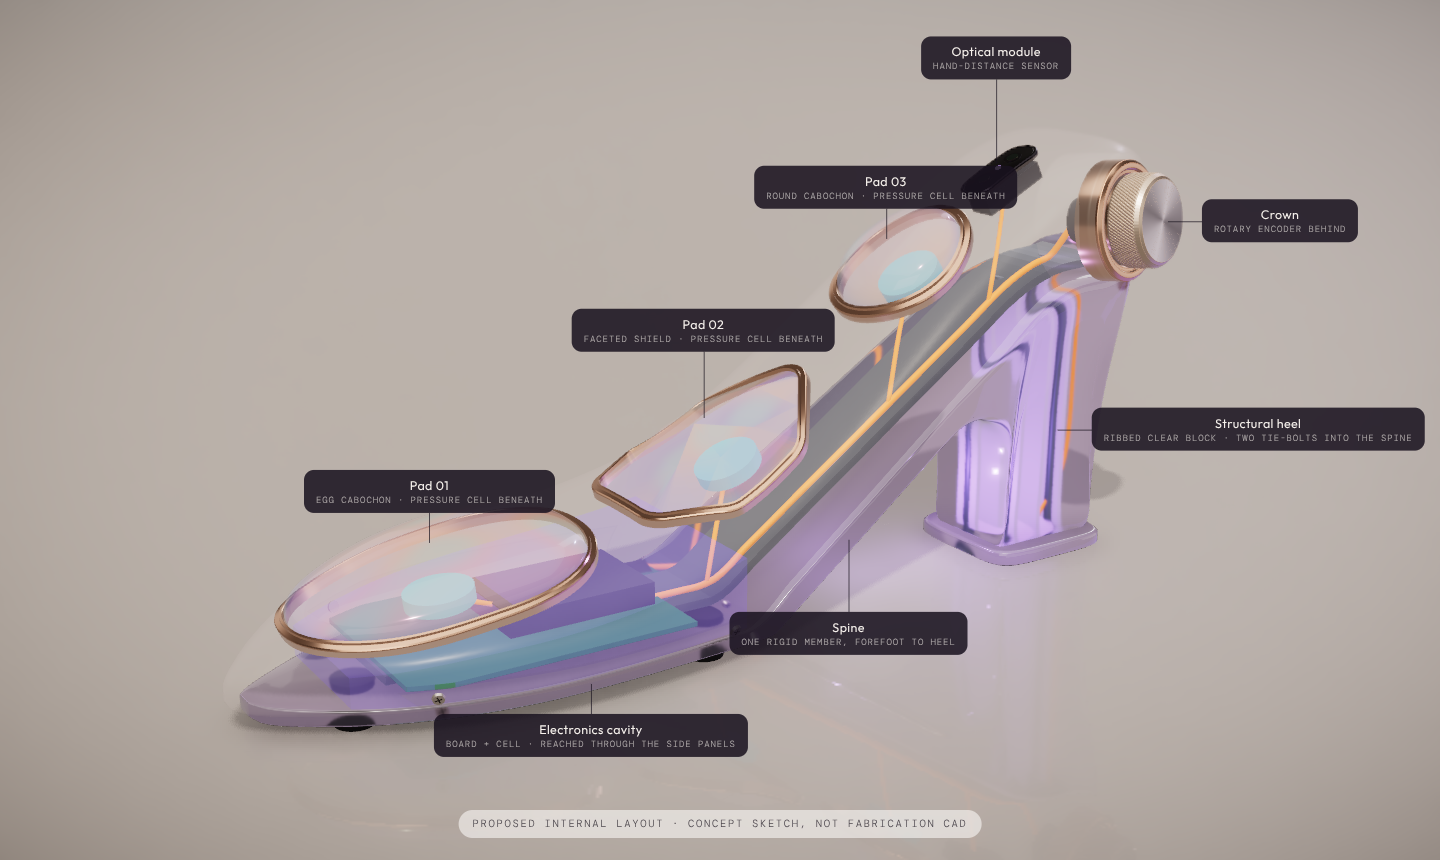 Optical module
HAND-DISTANCE SENSOR
Pad 03
ROUND CABOCHON · PRESSURE CELL BENEATH
Crown
ROTARY ENCODER BEHIND
Pad 02
FACETED SHIELD · PRESSURE CELL BENEATH
Structural heel
RIBBED CLEAR BLOCK · TWO TIE-BOLTS INTO THE SPINE
Pad 01
EGG CABOCHON · PRESSURE CELL BENEATH
Spine
ONE RIGID MEMBER, FOREFOOT TO HEEL
Electronics cavity
BOARD + CELL · REACHED THROUGH THE SIDE PANELS
PROPOSED INTERNAL LAYOUT · CONCEPT SKETCH, NOT FABRICATION CAD